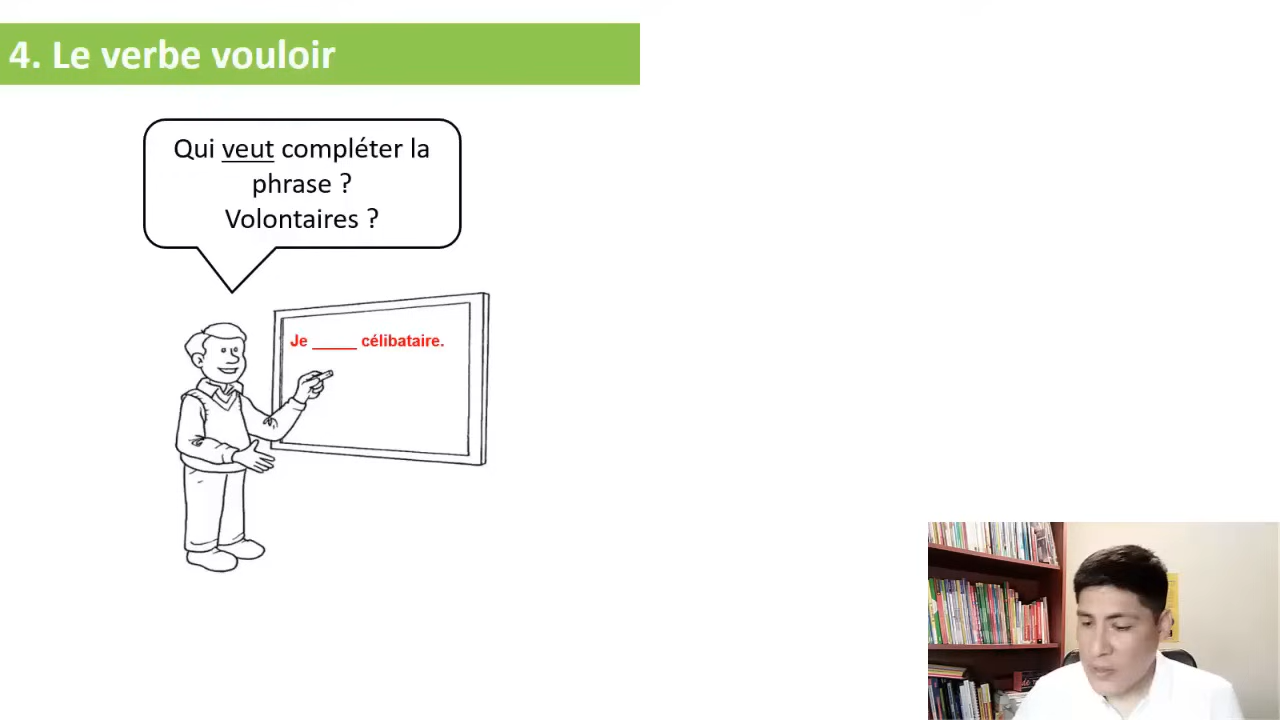 4. Le verbe vouloir
Qui veut compléter la
phrase ?
Volontaires ?
Je _____ célibataire.